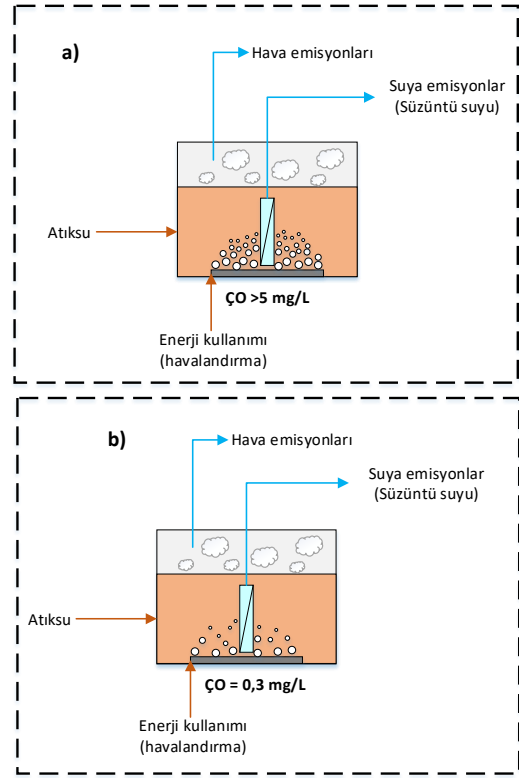 a)
Hava emisyonları
Suya emisyonlar
(Süzüntü suyu)
Atıksu
ÇO >5 mg/L
Enerji kullanımı
(havalandırma)
b)
Hava emisyonları
Suya emisyonlar
(Süzüntü suyu)
Atıksu
ÇO = 0,3 mg/L
Enerji kullanımı
(havalandırma)